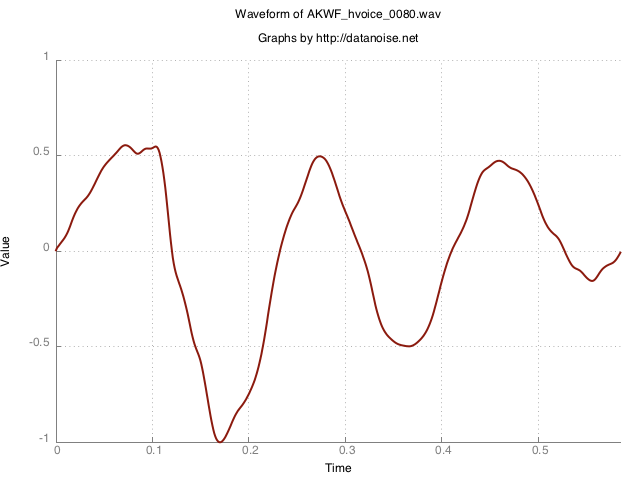 Waveform of AKWF_hvoice_0080.wav
Graphs by http://datanoise.net
1
0.5
0
-0.5
-1
Value
0 0.1 0.2 0.3 0.4 0.5
Time